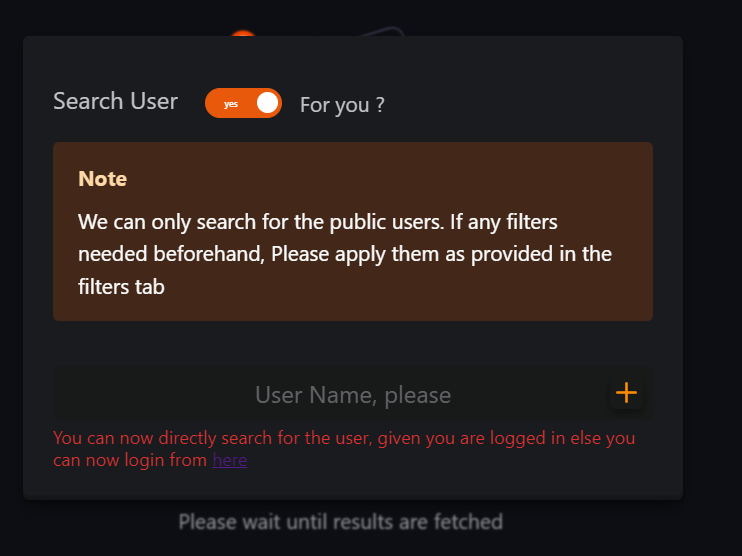 Search User
yes
For you ?
Note
We can only search for the public users. If any filters
needed beforehand, Please apply them as provided in the
filters tab
User Name, please
You can now directly search for the user, given you are logged in else you
can now login from here
Please wait until results are fetched